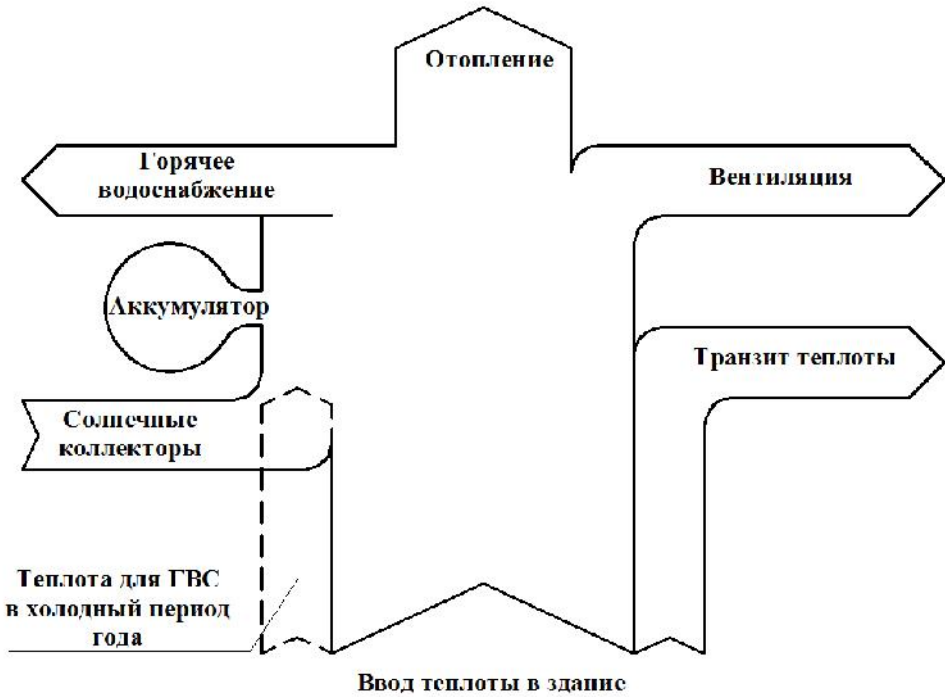 Отопление
Горячее
водоснабжение
Вентиляция
Аккумулятор
Транзит теплоты
Солнечные
коллекторы
Теплота для ГВС
в холодный период
года
Ввод теплоты в здание